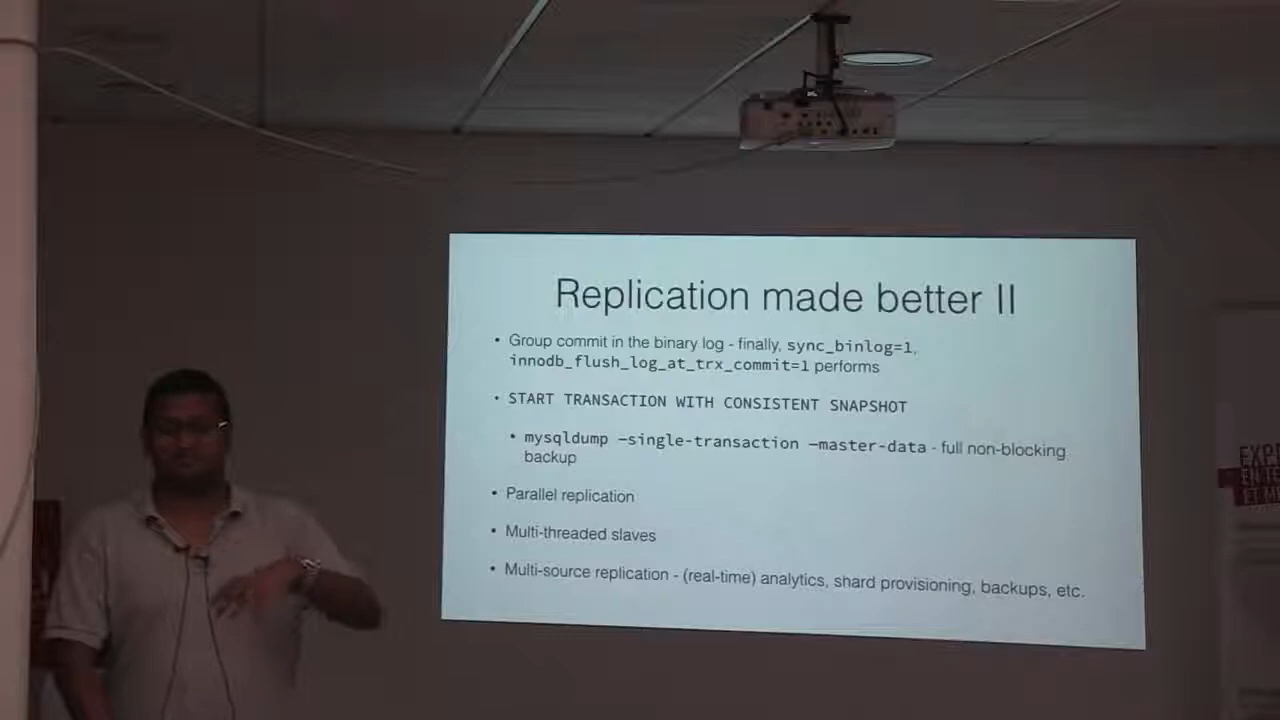 Replication made better II
• Group commit in the binary log - finally, sync_binlog=1,
innodb_flush_log_at_trx_commit=1 performs
• START TRANSACTION WITH CONSISTENT SNAPSHOT
• mysqldump —single-transaction —master-data - full non-blocking
backup
• Parallel replication
• Multi-threaded slaves
• Multi-source replication - (real-time) analytics, shard provisioning, backups, etc.